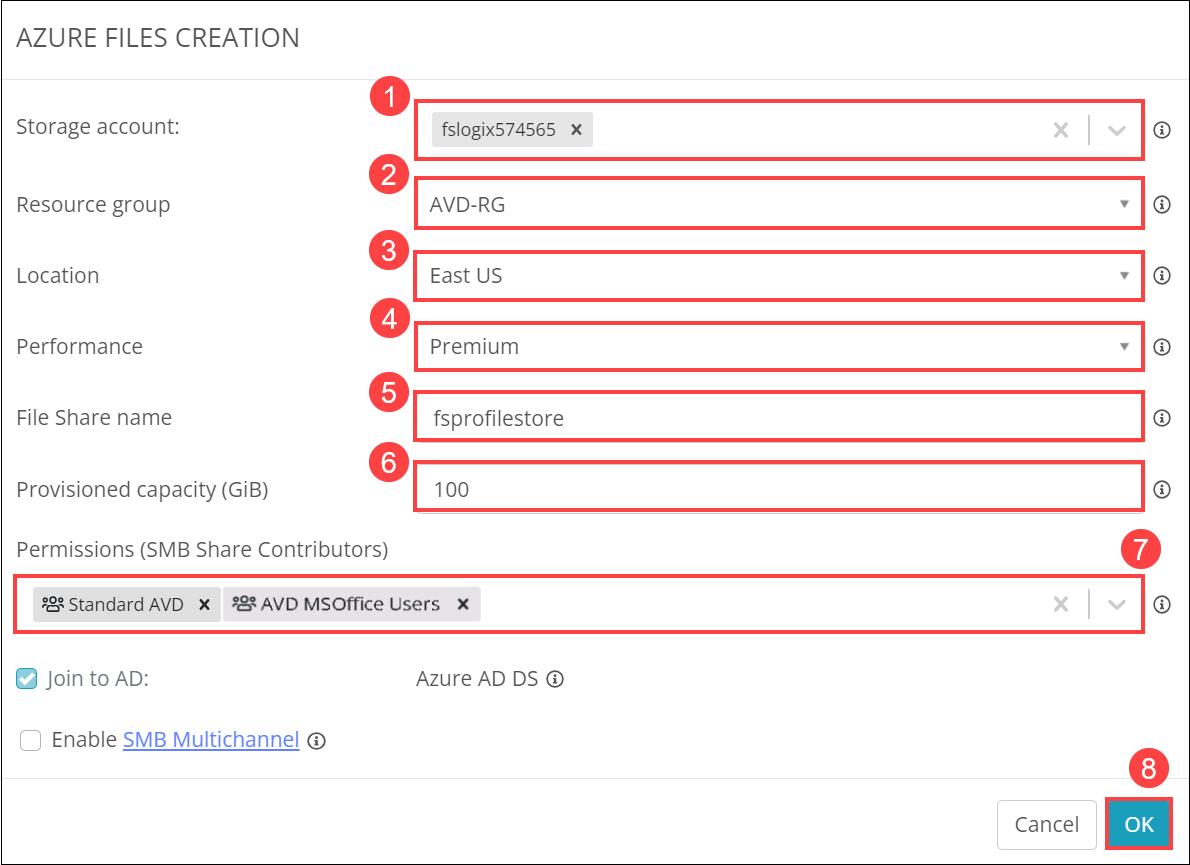 AZURE FILES CREATION
1
Storage account: fslogix574565
2
Resource group AVD-RG
3
Location East US
4
Performance Premium
5
File Share name fsprofilestore
6
Provisioned capacity (GiB) 100
Permissions (SMB Share Contributors) 7
Standard AVD AVD MSOffice Users
Join to AD: Azure AD DS
Enable SMB Multichannel
8
Cancel OK